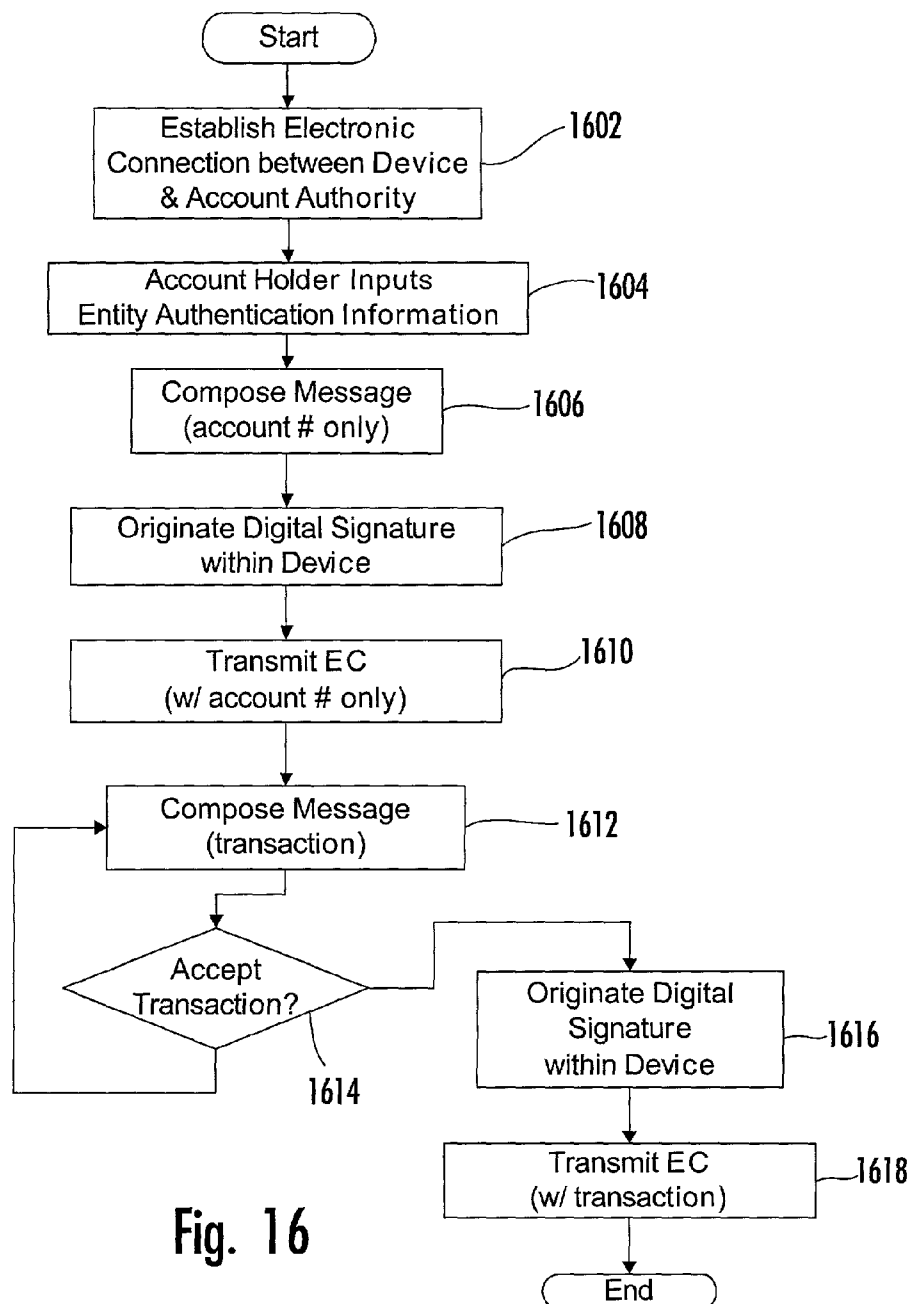 Start
Establish Electronic
Connection between Device
& Account Authority
1602
Account Holder Inputs
Entity Authentication Information
1604
Compose Message
(account # only)
1606
Originate Digital Signature
within Device
1608
Transmit EC
(w/ account # only)
1610
Compose Message
(transaction)
1612
Accept
Transaction?
1614
Originate Digital
Signature
within Device
1616
Transmit EC
(w/ transaction)
1618
End
Fig. 16